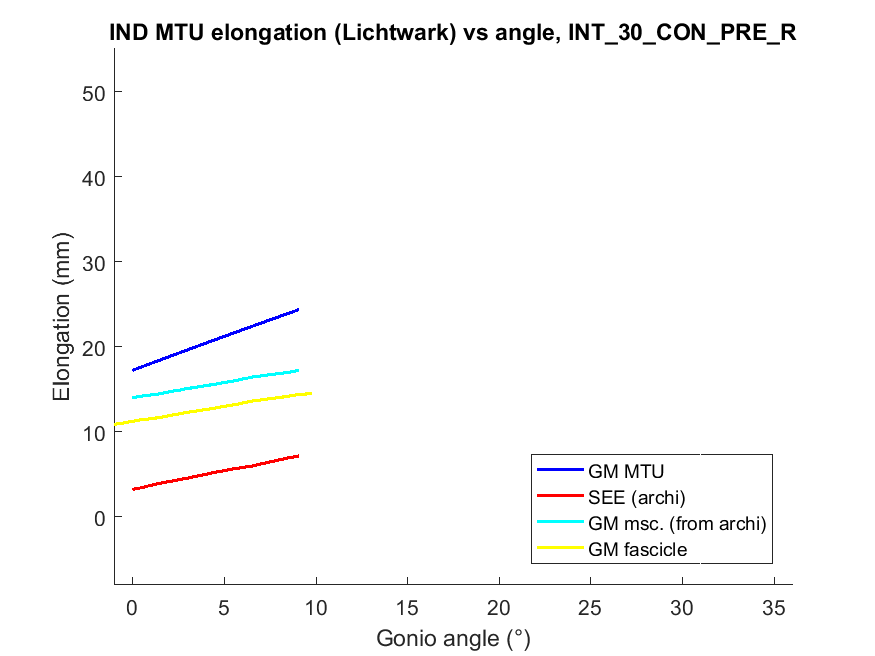 IND MTU elongation (Lichtwark) vs angle, INT_30_CON_PRE_R
Elongation (mm)
50
40
30
20
10
0
0 5 10 15 20 25 30 35
Gonio angle (°)
GM MTU
SEE (archi)
GM msc. (from archi)
GM fascicle